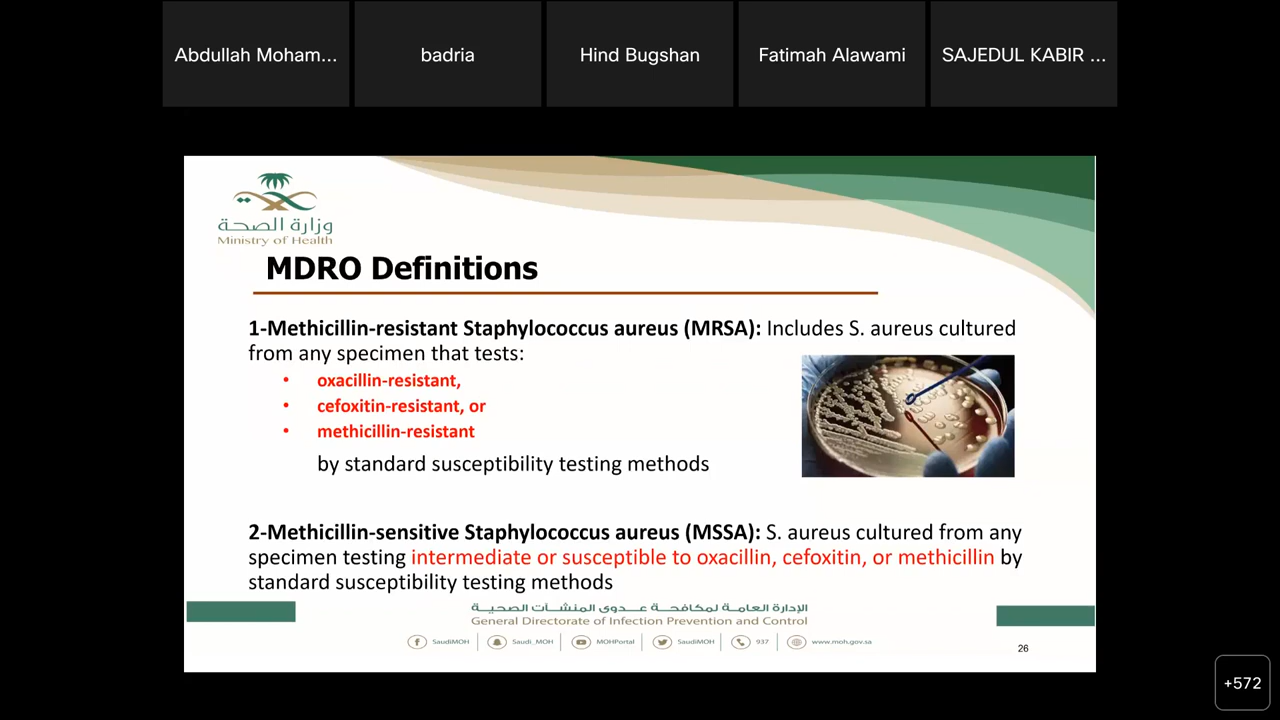 Abdullah Moham...
badria
Hind Bugshan
Fatimah Alawami
SAJEDUL KABIR ...
وزارة الصحة
Ministry of Health
MDRO Definitions
1-Methicillin-resistant Staphylococcus aureus (MRSA): Includes S. aureus cultured
from any specimen that tests:
• oxacillin-resistant,
• cefoxitin-resistant, or
• methicillin-resistant
by standard susceptibility testing methods
2-Methicillin-sensitive Staphylococcus aureus (MSSA): S. aureus cultured from any
specimen testing intermediate or susceptible to oxacillin, cefoxitin, or methicillin by
standard susceptibility testing methods
الإدارة العامة لمكافحة عدوى المنشآت الصحية
General Directorate of Infection Prevention and Control
SaudiMOH
Saudi_MOH
MOHPortal
SaudiMOH
937
www.moh.gov.sa
26
+572